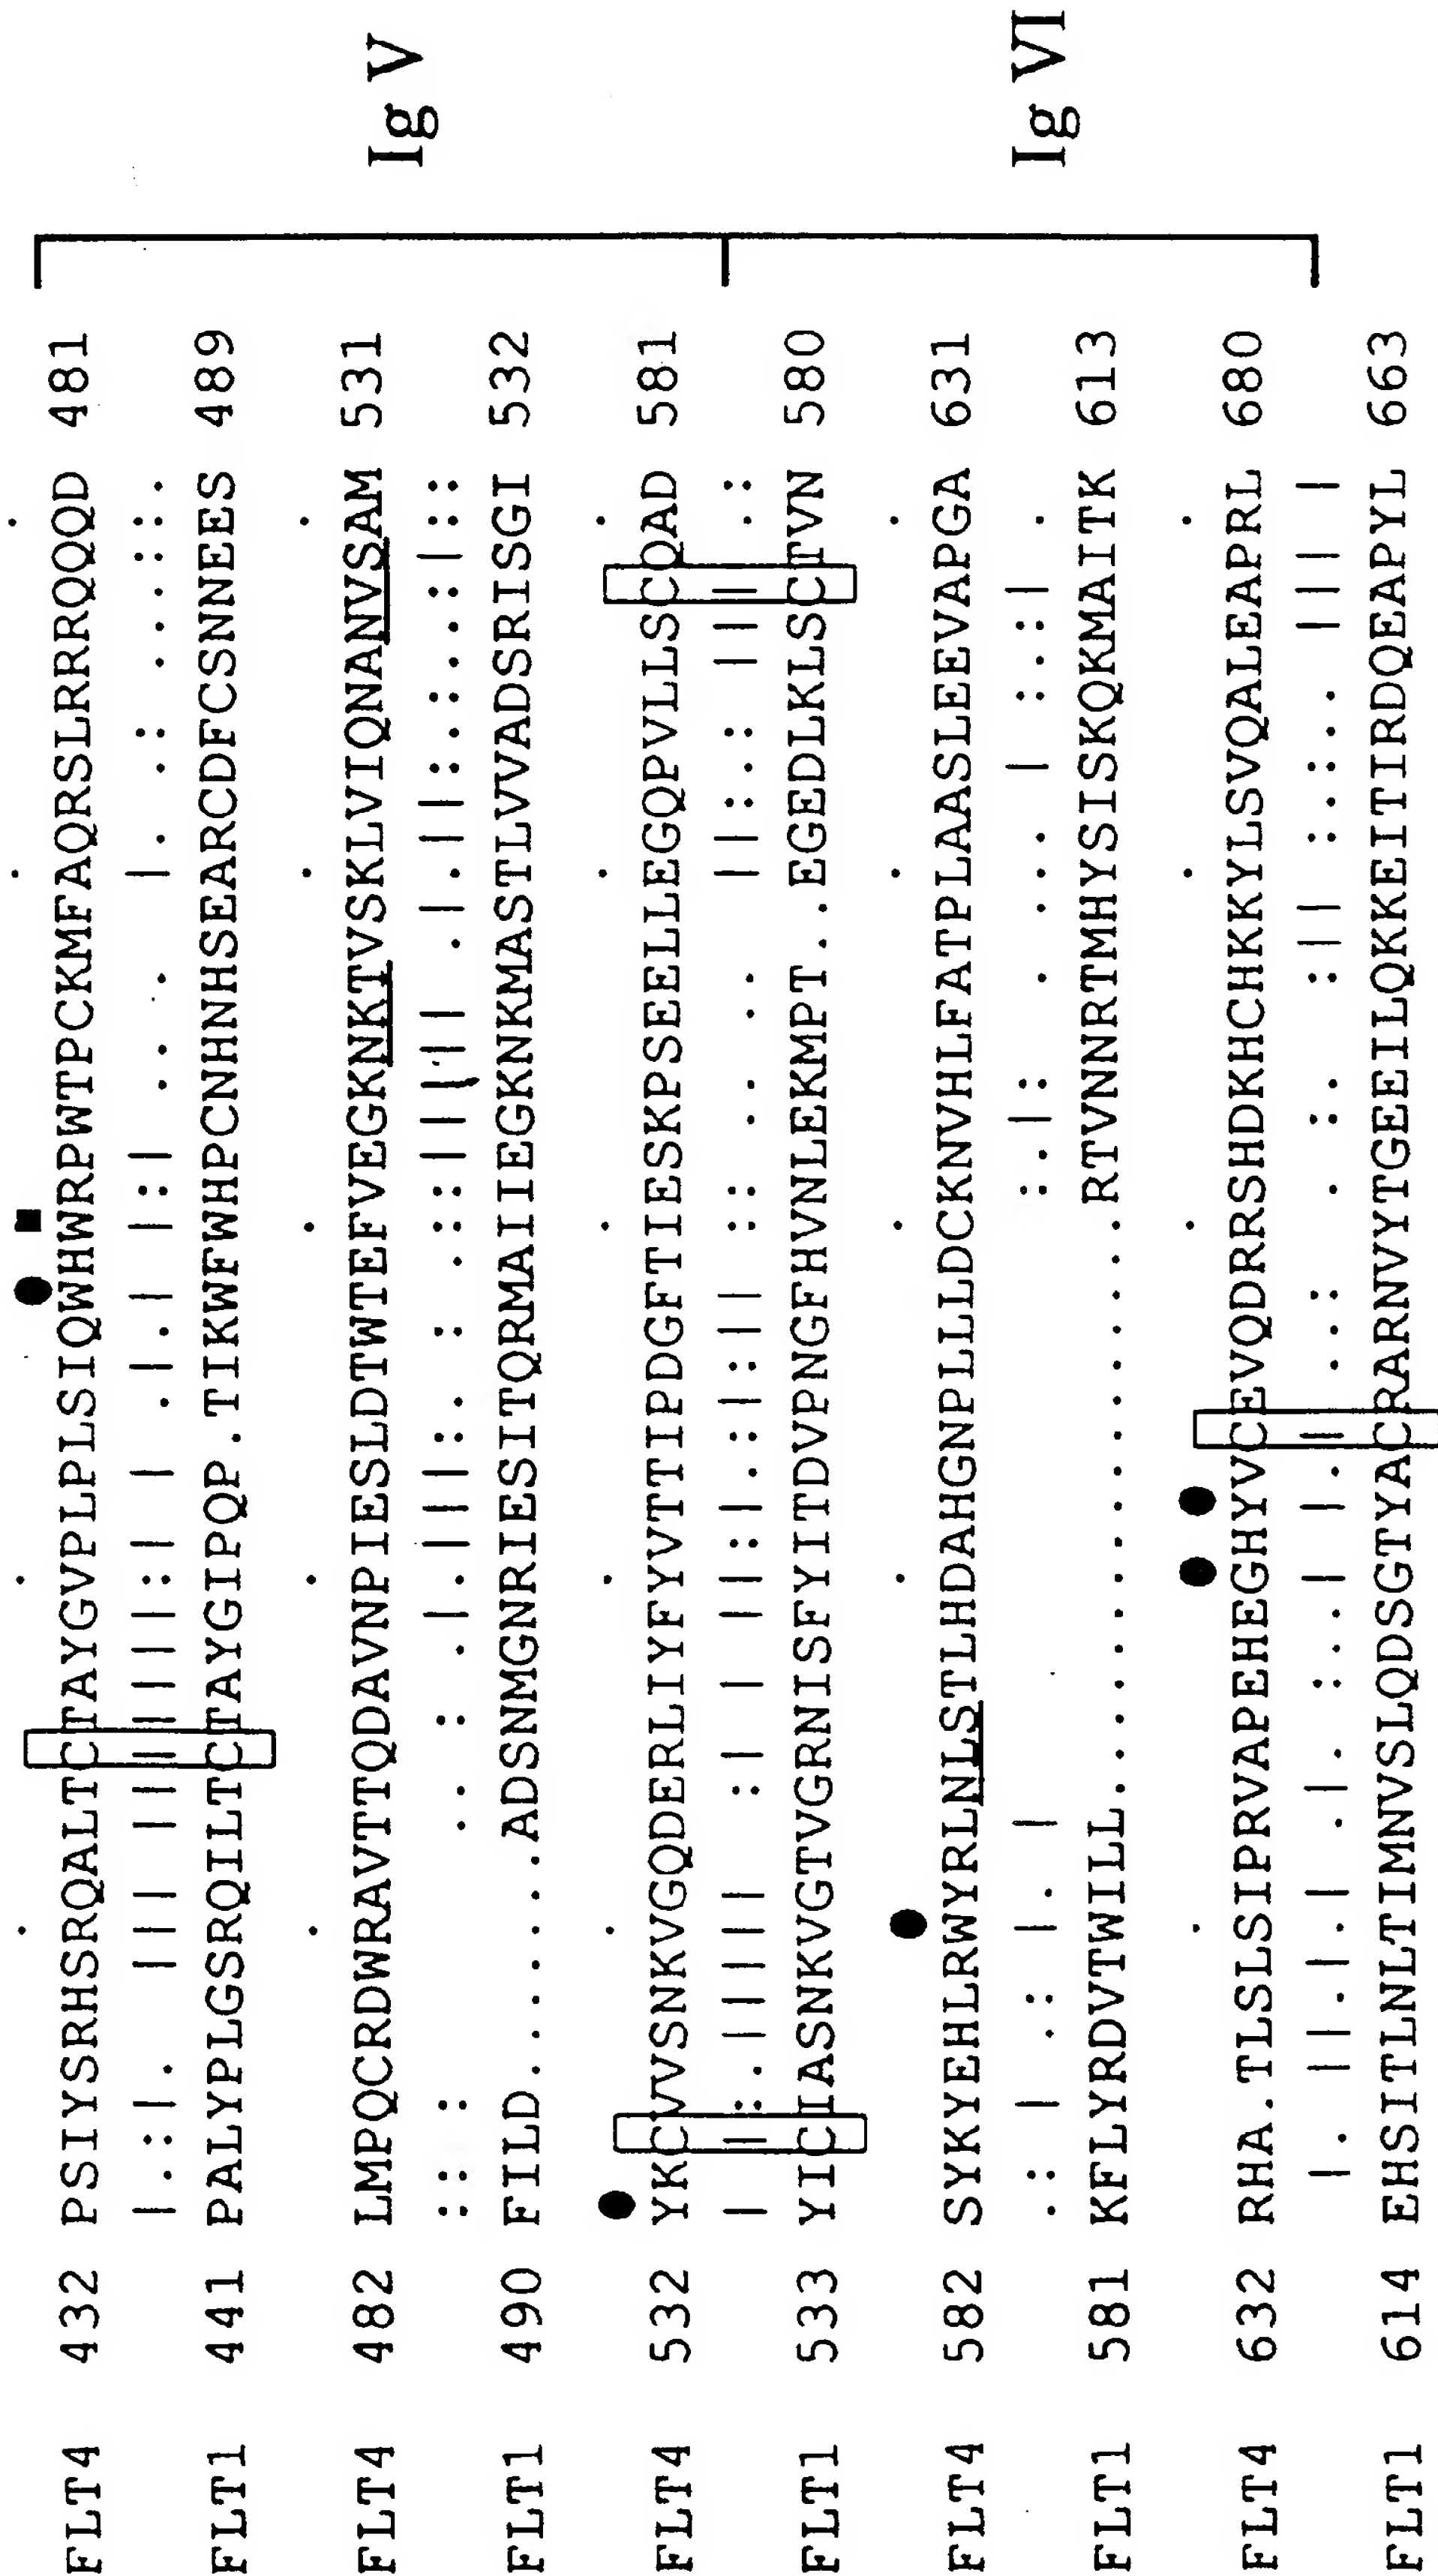 FLT4 432 PSIYSRHSRQALTCTAYGVPLPLSIQWHWRPWTPCKMFAQRSLRRQQQD 481
FLT1 441 PALYPLGSRQILTCTAYGIPQP.TIKWFWHPCNHNHSEARCDFCSNNEES 489
FLT4 482 LMPQCRDWRAVTTQDAVNPIESLDTWTEFVEGKNKTVSKLVIQNANVSAM 531
FLT1 490 FILD.......ADSNMGNRIESITQRMAIIEGKNKMASTLVVADSRISGI 532
FLT4 532 YKCVVSNKVGQDERLIYFYVTTIPDGFTIESKPSEELLEGQPVLLSCQAD 581
FLT1 533 YICIASNKVGTVGRNISFYITDVPNGFHVNLEKMPT..EGEDLKLSCTVN 580
FLT4 582 SYKYEHLRWYRLNLSTLHDAHGNPLLLDCKNVHLFATPLAASLEEVAPGA 631
FLT1 581 KFLYRDVTWILL.................RTVNNRTMHYSISKQKMAITK 613
FLT4 632 RHA.TLSLSIPRVAPEHEGHYVCEVQDRRSHDKHCHKKYLSVQALEAPRL 680
FLT1 614 EHSITLNLTIMNVSLQDSGTYACRARNVYTGEEILQKKEITIRDQEAPYL 663
Ig V
Ig VI